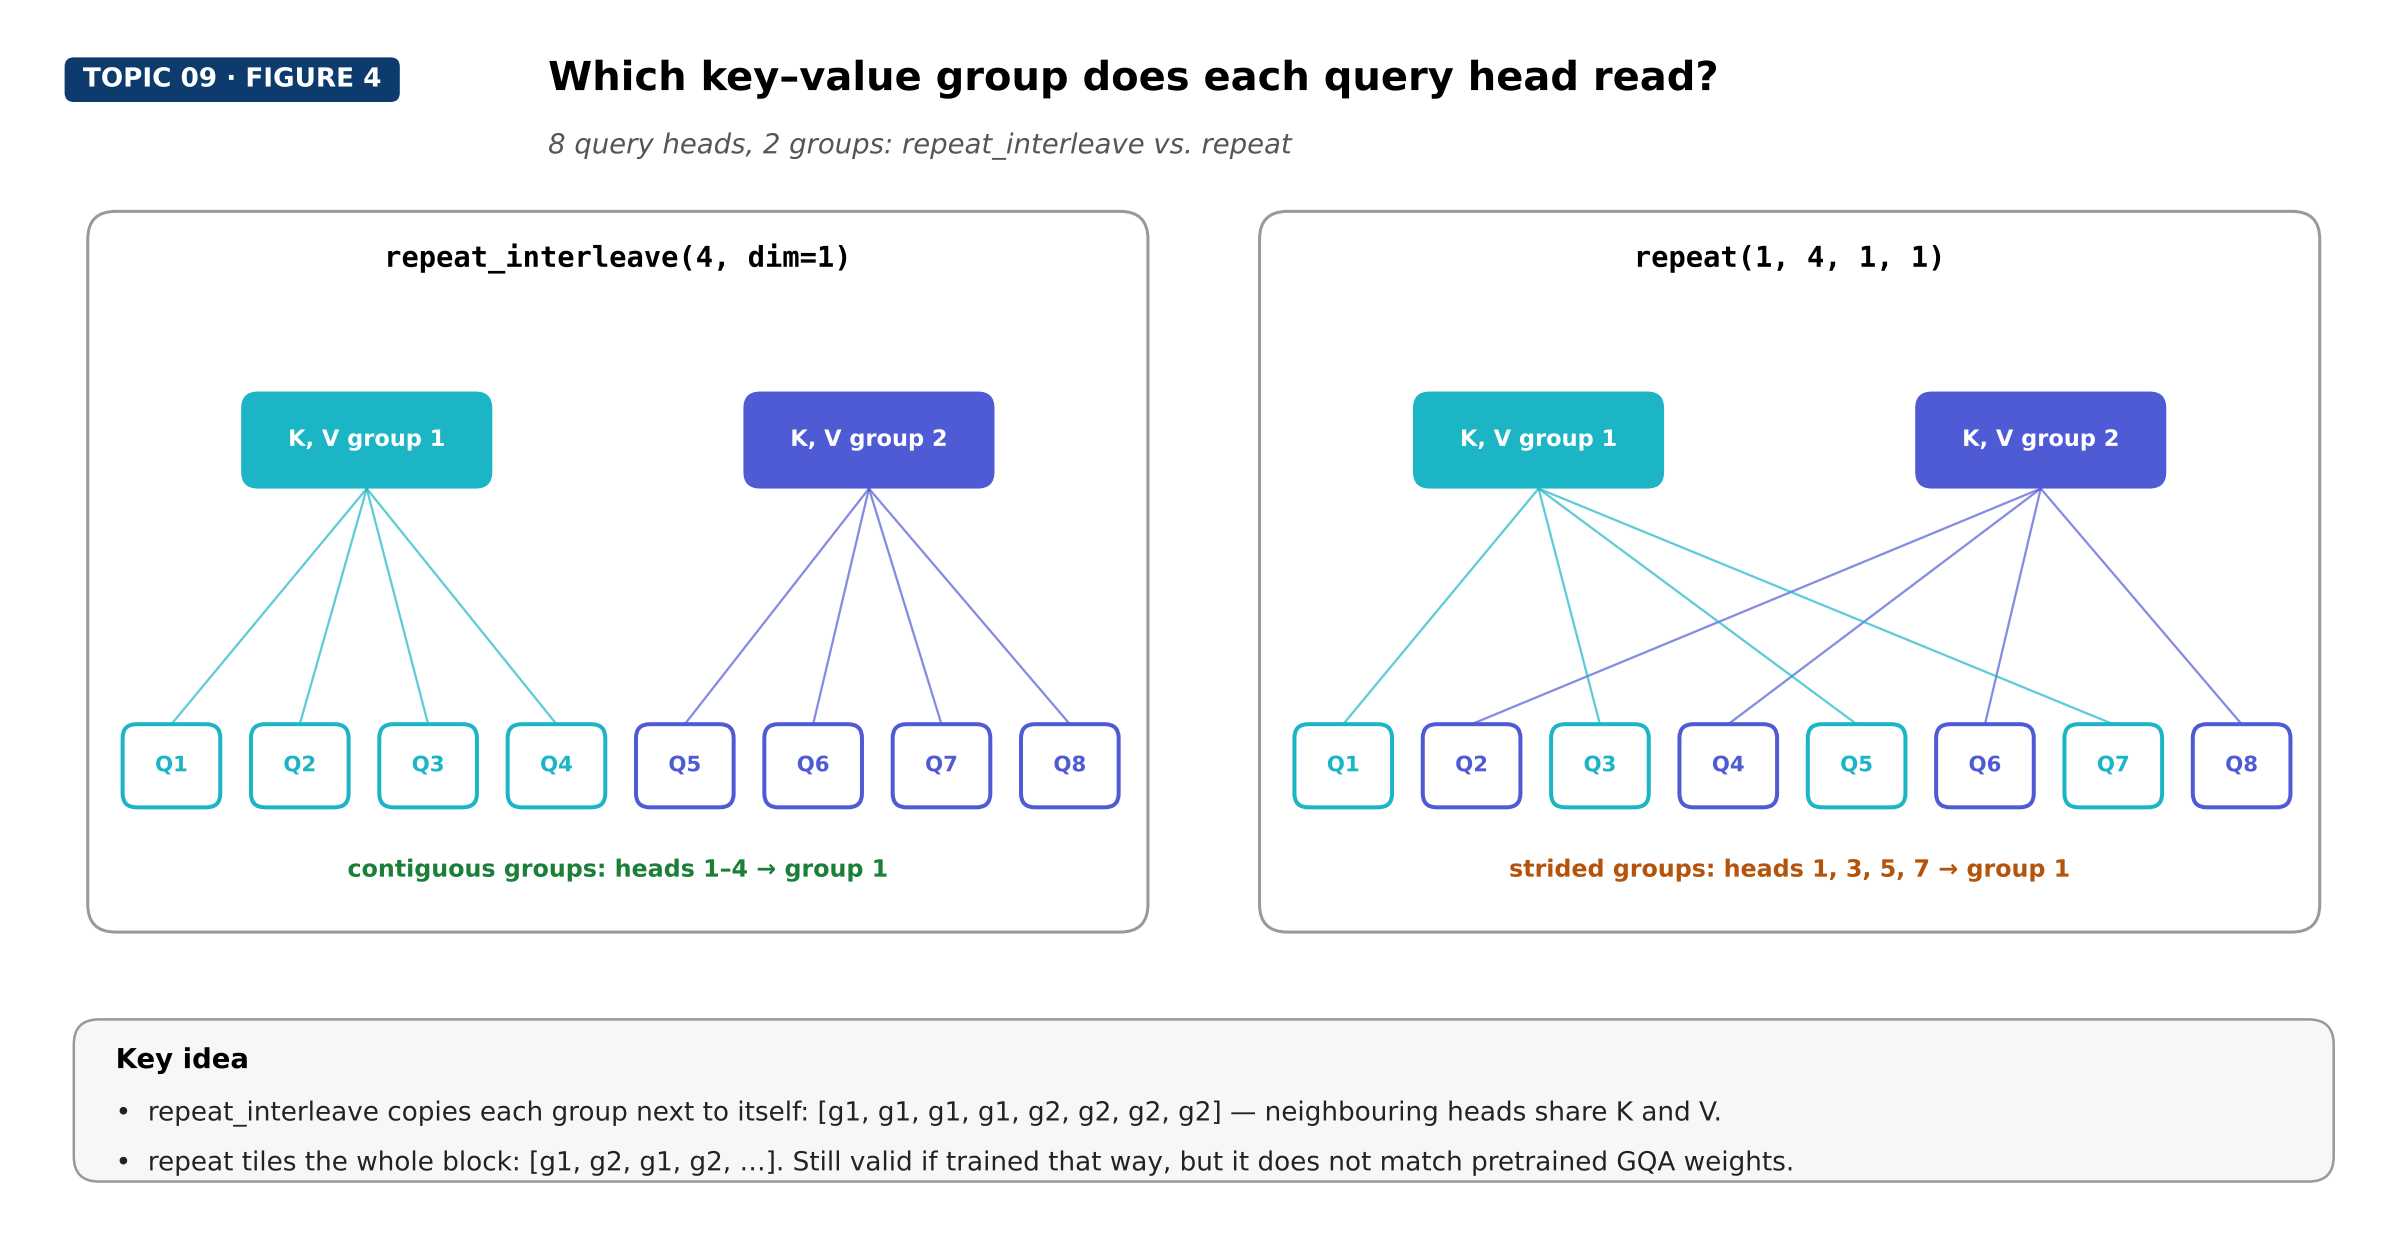 TOPIC 09 · FIGURE 4
Which key–value group does each query head read?
8 query heads, 2 groups: repeat_interleave vs. repeat
repeat_interleave(4, dim=1)
K, V group 1
K, V group 2
Q1
Q2
Q3
Q4
Q5
Q6
Q7
Q8
contiguous groups: heads 1–4 → group 1
repeat(1, 4, 1, 1)
K, V group 1
K, V group 2
Q1
Q2
Q3
Q4
Q5
Q6
Q7
Q8
strided groups: heads 1, 3, 5, 7 → group 1
Key idea
• repeat_interleave copies each group next to itself: [g1, g1, g1, g1, g2, g2, g2, g2] — neighbouring heads share K and V.
• repeat tiles the whole block: [g1, g2, g1, g2, …]. Still valid if trained that way, but it does not match pretrained GQA weights.